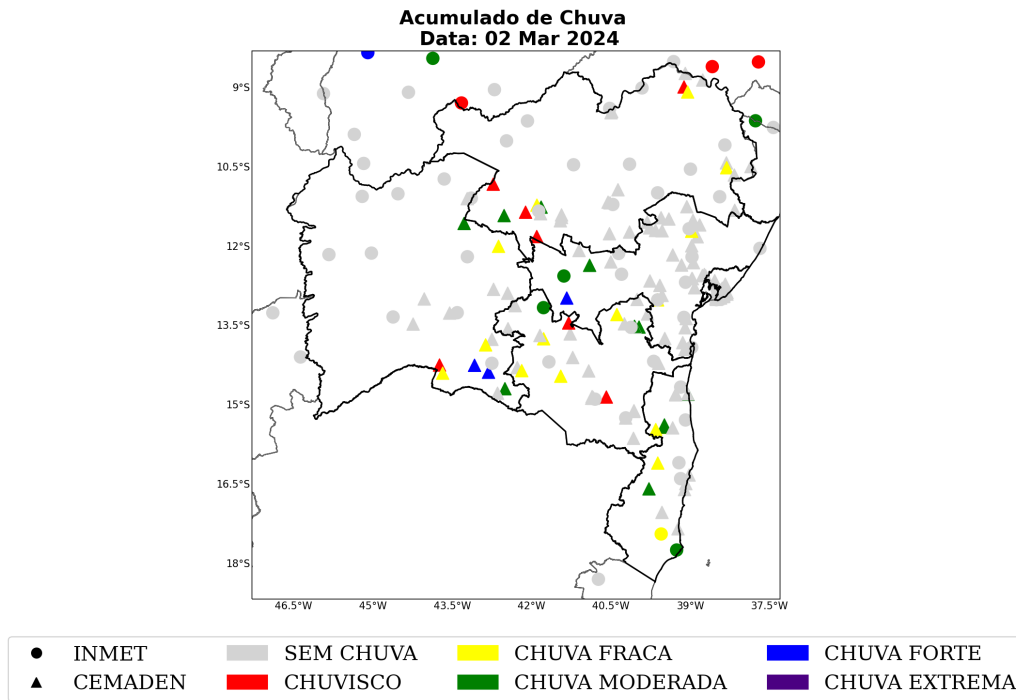 Acumulado de Chuva
Data: 02 Mar 2024
9°S
10.5°S
12°S
13.5°S
15°S
16.5°S
18°S
46.5°W 45°W 43.5°W 42°W 40.5°W 39°W 37.5°W
INMET SEM CHUVA CHUVA FRACA CHUVA FORTE
CEMADEN CHUVISCO CHUVA MODERADA CHUVA EXTREMA